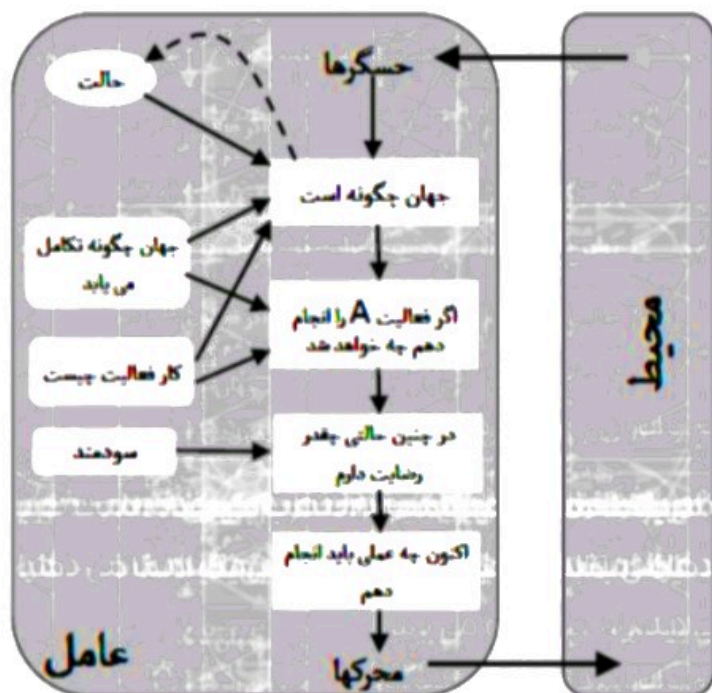 حسگرها
حالت
جهان چگونه است
جهان چگونه تکامل
می یابد
اگر فعالیت A را انجام
دهم چه خواهد شد
کار فعالیت چیست
در چنین حالتی چقدر
رضایت دارم
سودمند
اکنون چه عملی باید انجام
دهم
محرکها
عامل
محیط